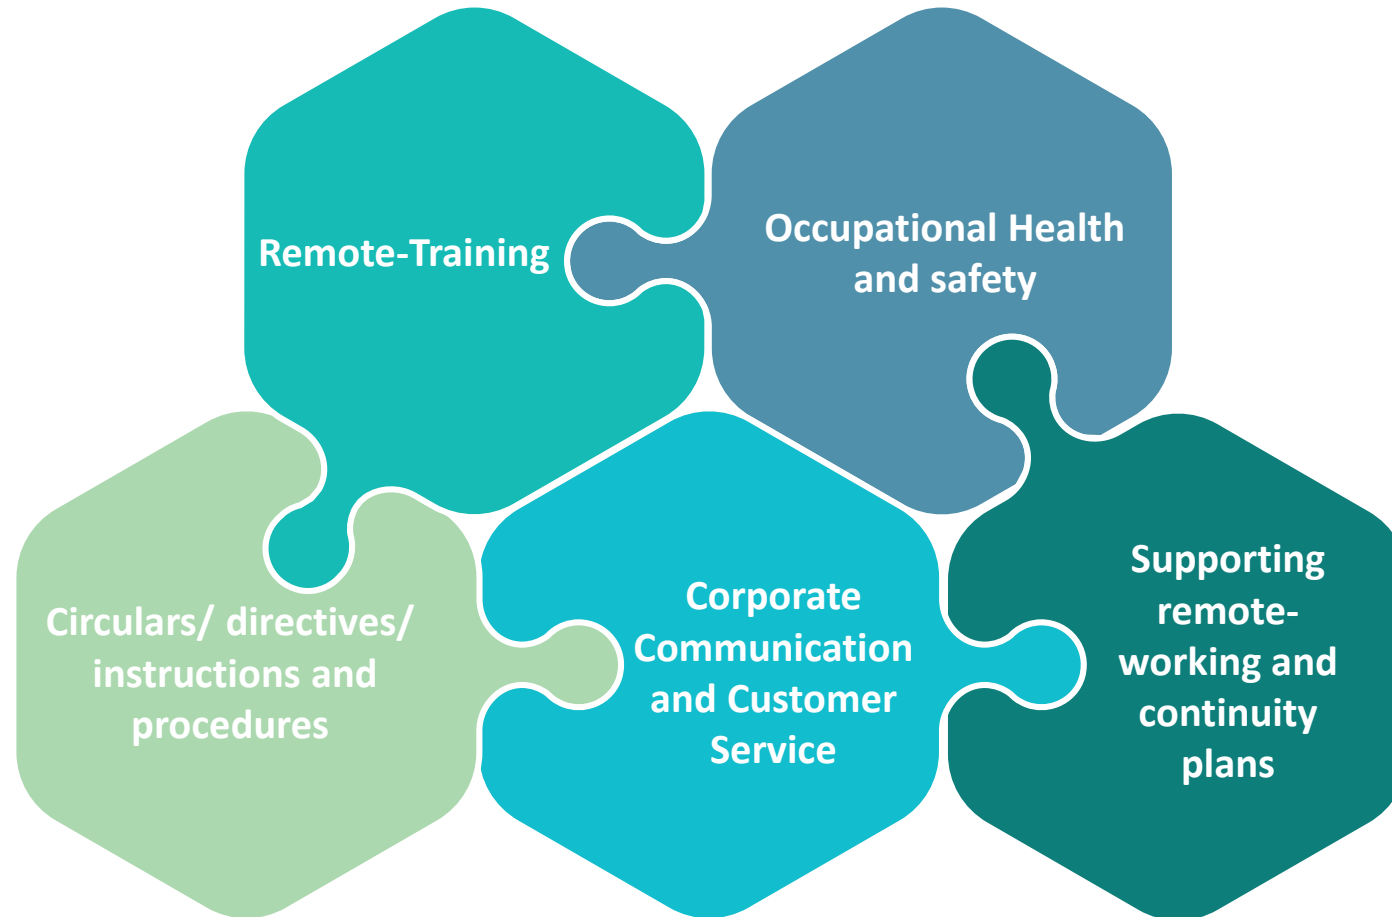 Remote-Training
Occupational Health
and safety
Circulars/ directives/
instructions and
procedures
Corporate
Communication
and Customer
Service
Supporting
remote-
working and
continuity
plans